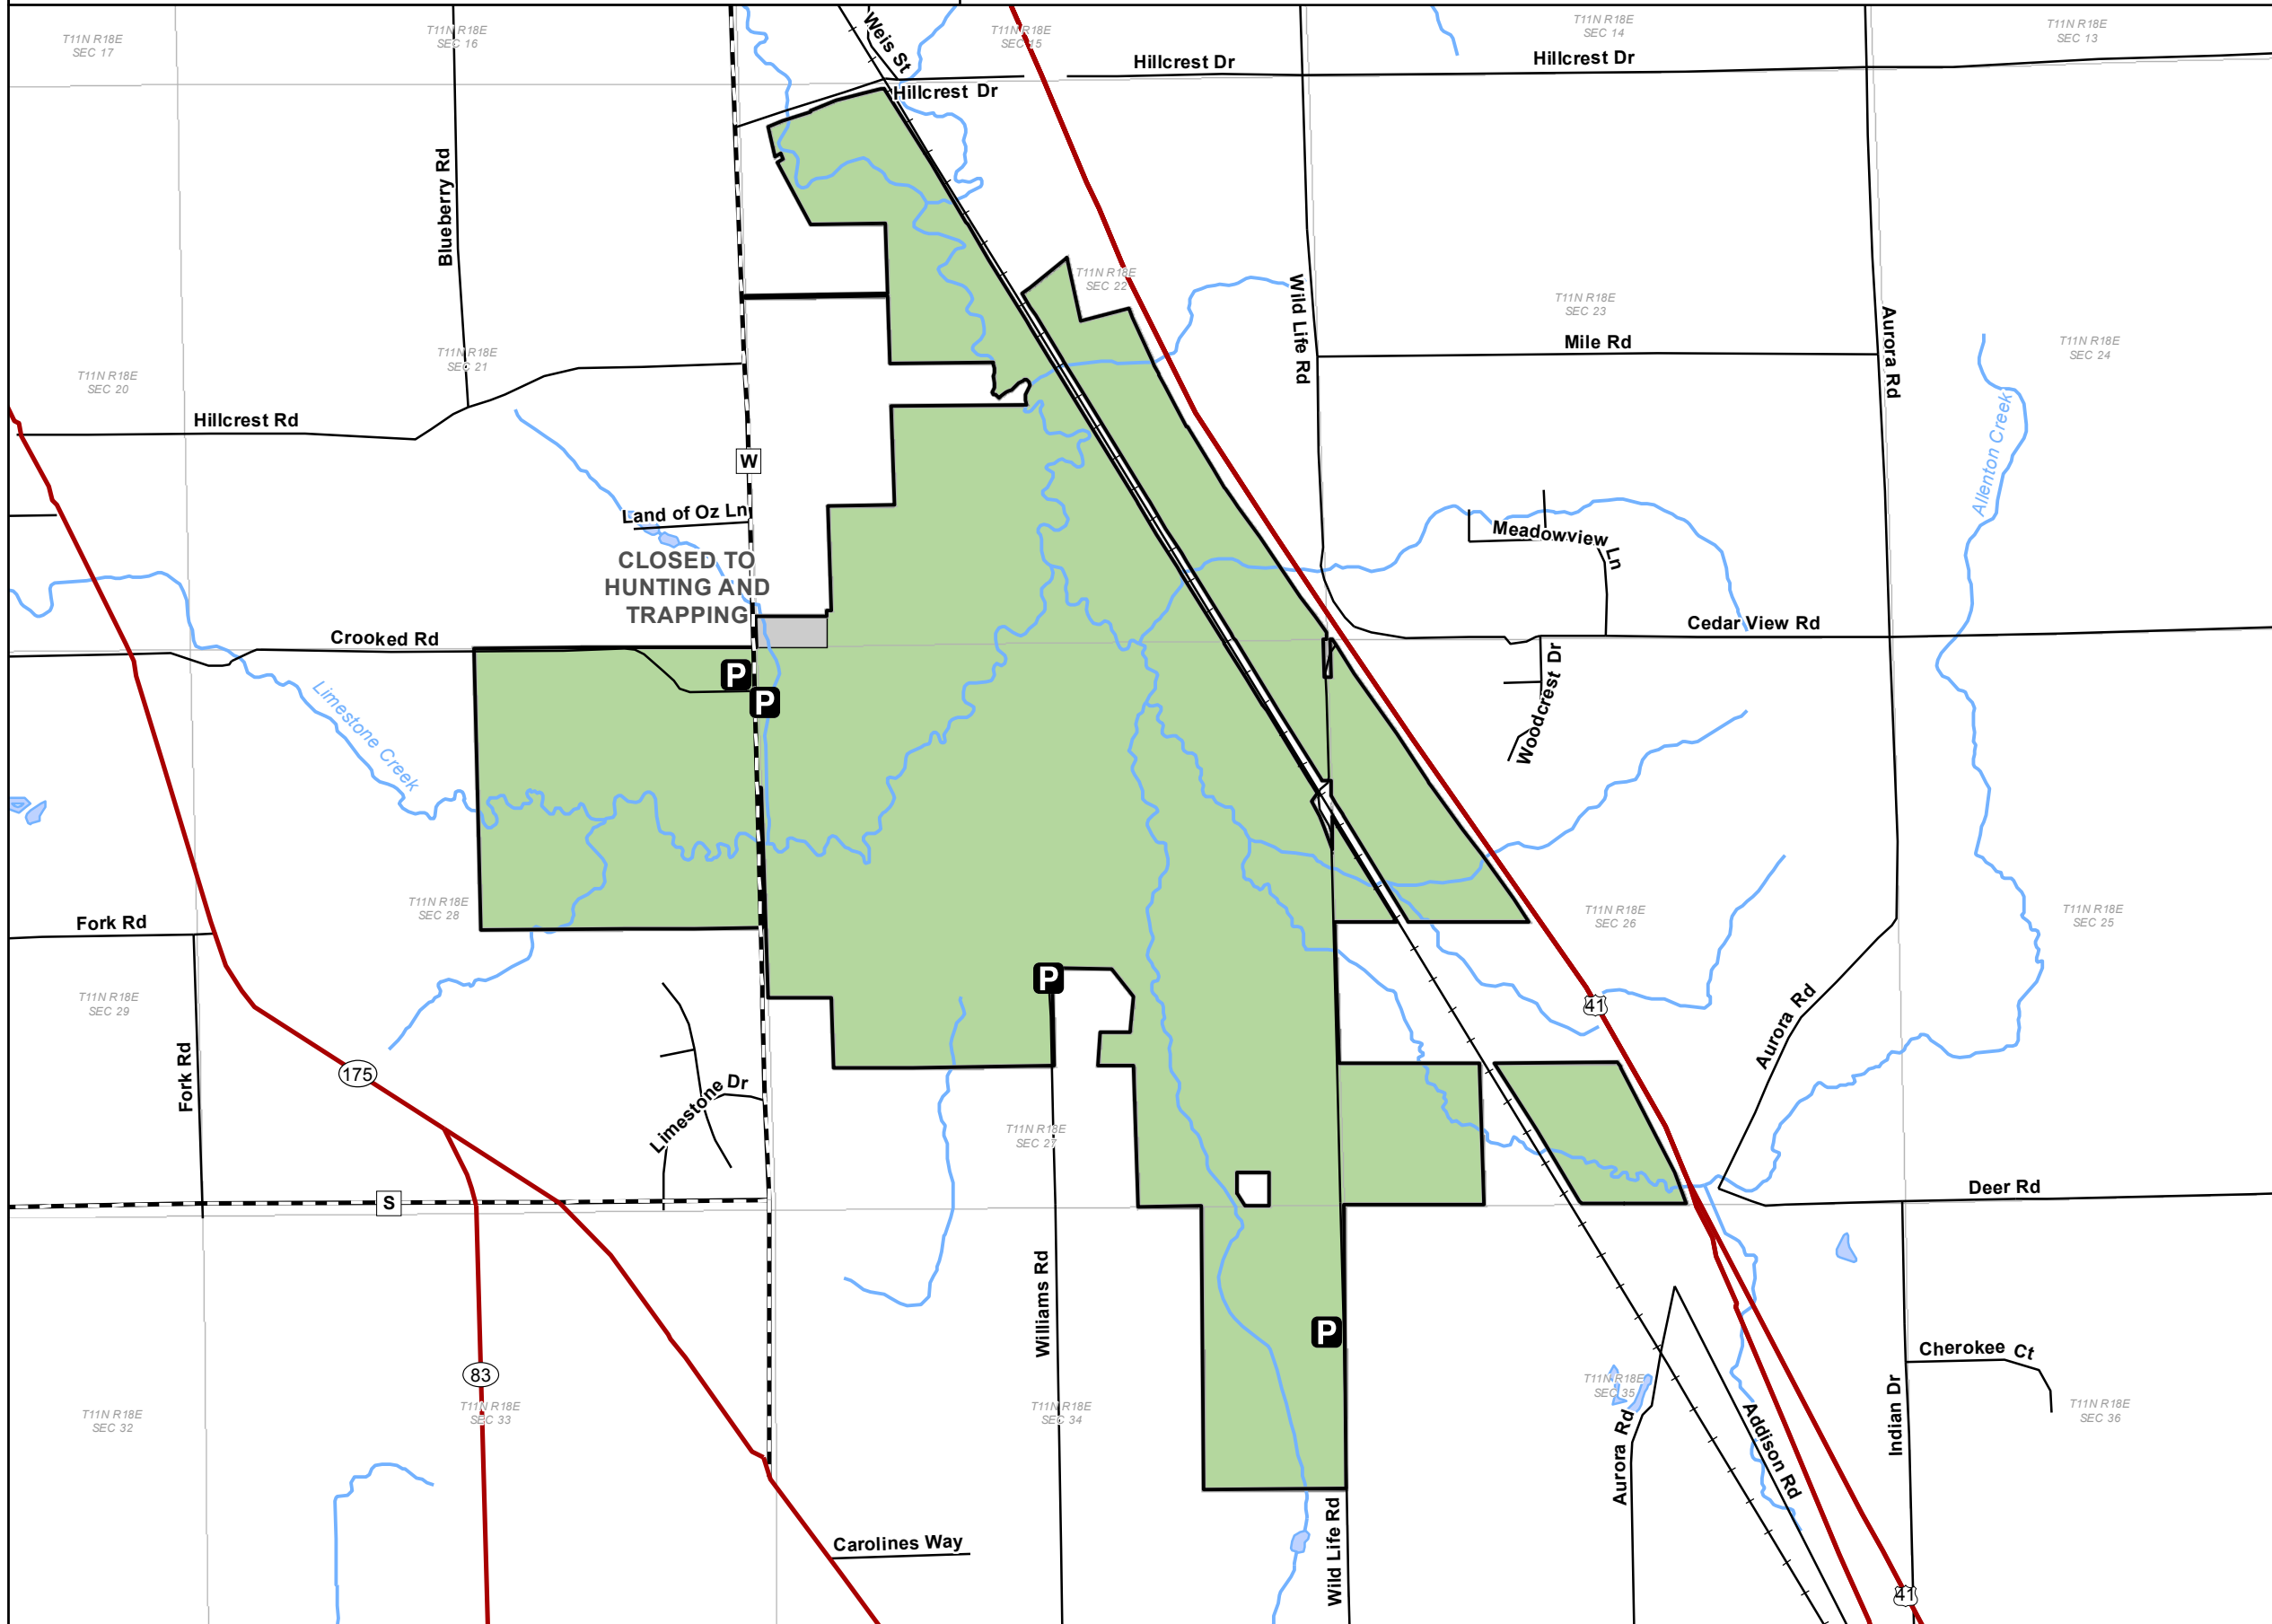 T11N R18E
SEC 17
T11N R18E
SEC 16
Weis St
T11N R18E
SEC 15
T11N R18E
SEC 14
T11N R18E
SEC 13
Hillcrest Dr
Hillcrest Dr
Hillcrest Dr
Blueberry Rd
T11N R18E
SEC 22
Wild Life Rd
T11N R18E
SEC 23
Aurora Rd
T11N R18E
SEC 24
Mile Rd
T11N R18E
SEC 20
T11N R18E
SEC 21
Hillcrest Rd
W
Allenton Creek
Land of Oz Ln
Meadowview Ln
CLOSED TO
HUNTING AND
TRAPPING
Crooked Rd
Cedar View Rd
P
P
Limestone Creek
Woodcrest Dr
T11N R18E
SEC 28
Fork Rd
T11N R18E
SEC 26
T11N R18E
SEC 25
P
T11N R18E
SEC 29
41
Aurora Rd
Fork Rd
175
Limestone Dr
T11N R18E
SEC 27
S
Deer Rd
Williams Rd
P
Cherokee Ct
83
T11N R18E
SEC 35
T11N R18E
SEC 32
T11N R18E
SEC 33
T11N R18E
SEC 34
T11N R18E
SEC 36
Indian Dr
Aurora Rd
Addison Rd
Carolines Way
Wild Life Rd
41